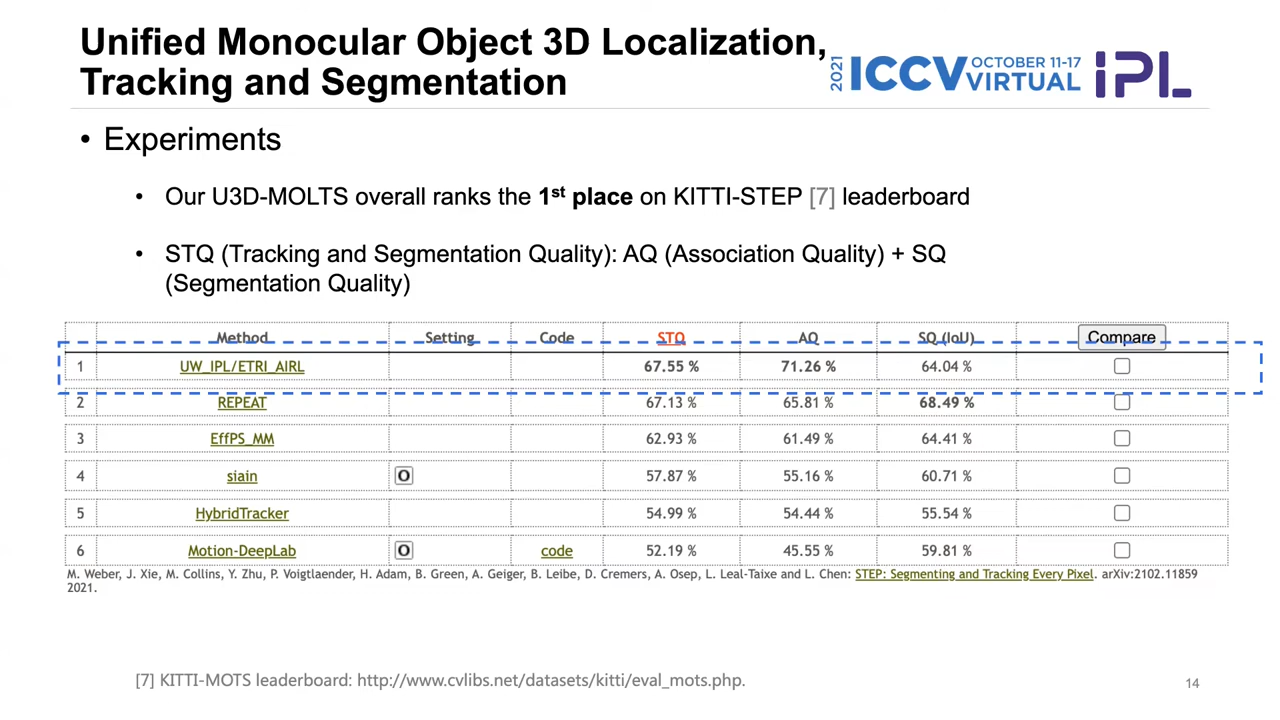 Unified Monocular Object 3D Localization,
Tracking and Segmentation
2021 ICCV OCTOBER 11-17 VIRTUAL iPL
• Experiments
• Our U3D-MOLTS overall ranks the 1st place on KITTI-STEP [7] leaderboard
• STQ (Tracking and Segmentation Quality): AQ (Association Quality) + SQ
(Segmentation Quality)
Method Setting Code STQ AQ SQ (IoU) Compare
1 UW_IPL/ETRI_AIRL 67.55 % 71.26 % 64.04 %
2 REPEAT 67.13 % 65.81 % 68.49 %
3 EffPS_MM 62.93 % 61.49 % 64.41 %
4 siain O 57.87 % 55.16 % 60.71 %
5 HybridTracker 54.99 % 54.44 % 55.54 %
6 Motion-DeepLab O code 52.19 % 45.55 % 59.81 %
M. Weber, J. Xie, M. Collins, Y. Zhu, P. Voigtlaender, H. Adam, B. Green, A. Geiger, B. Leibe, D. Cremers, A. Osep, L. Leal-Taixe and L. Chen: STEP: Segmenting and Tracking Every Pixel. arXiv:2102.11859
2021.
[7] KITTI-MOTS leaderboard: http://www.cvlibs.net/datasets/kitti/eval_mots.php.
14